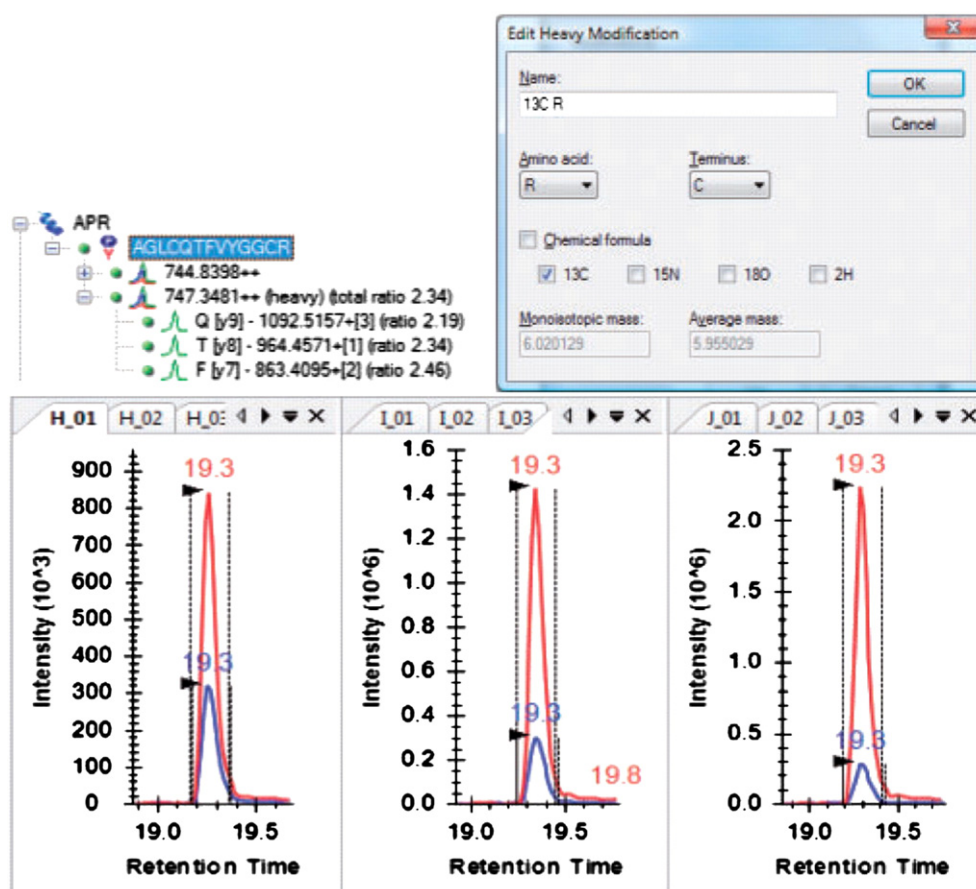 Edit Heavy Modification
Name:
13C R
OK
Cancel
Amino acid:
Terminus:
R
C
Chemical formula
13C 15N 18O 2H
Monoisotopic mass:
Average mass:
6.020129
5.955029
APR
AGLCQTFVYGGCR
744.8398++
747.3481++ (heavy) (total ratio 2.34)
Q [y9] - 1092.5157+[3] (ratio 2.19)
T [y8] - 964.4571+[1] (ratio 2.34)
F [y7] - 863.4095+[2] (ratio 2.46)
H_01 H_02 H_03
Intensity (10^3)
900
800
700
600
500
400
300
200
100
0
19.3
19.3
19.0 19.5
Retention Time
I_01 I_02 I_03
Intensity (10^6)
1.6
1.4
1.2
1.0
0.8
0.6
0.4
0.2
0.0
19.3
19.3
19.8
19.0 19.5
Retention Time
J_01 J_02 J_03
Intensity (10^6)
2.5
2.0
1.5
1.0
0.5
0.0
19.3
19.3
19.0 19.5
Retention Time